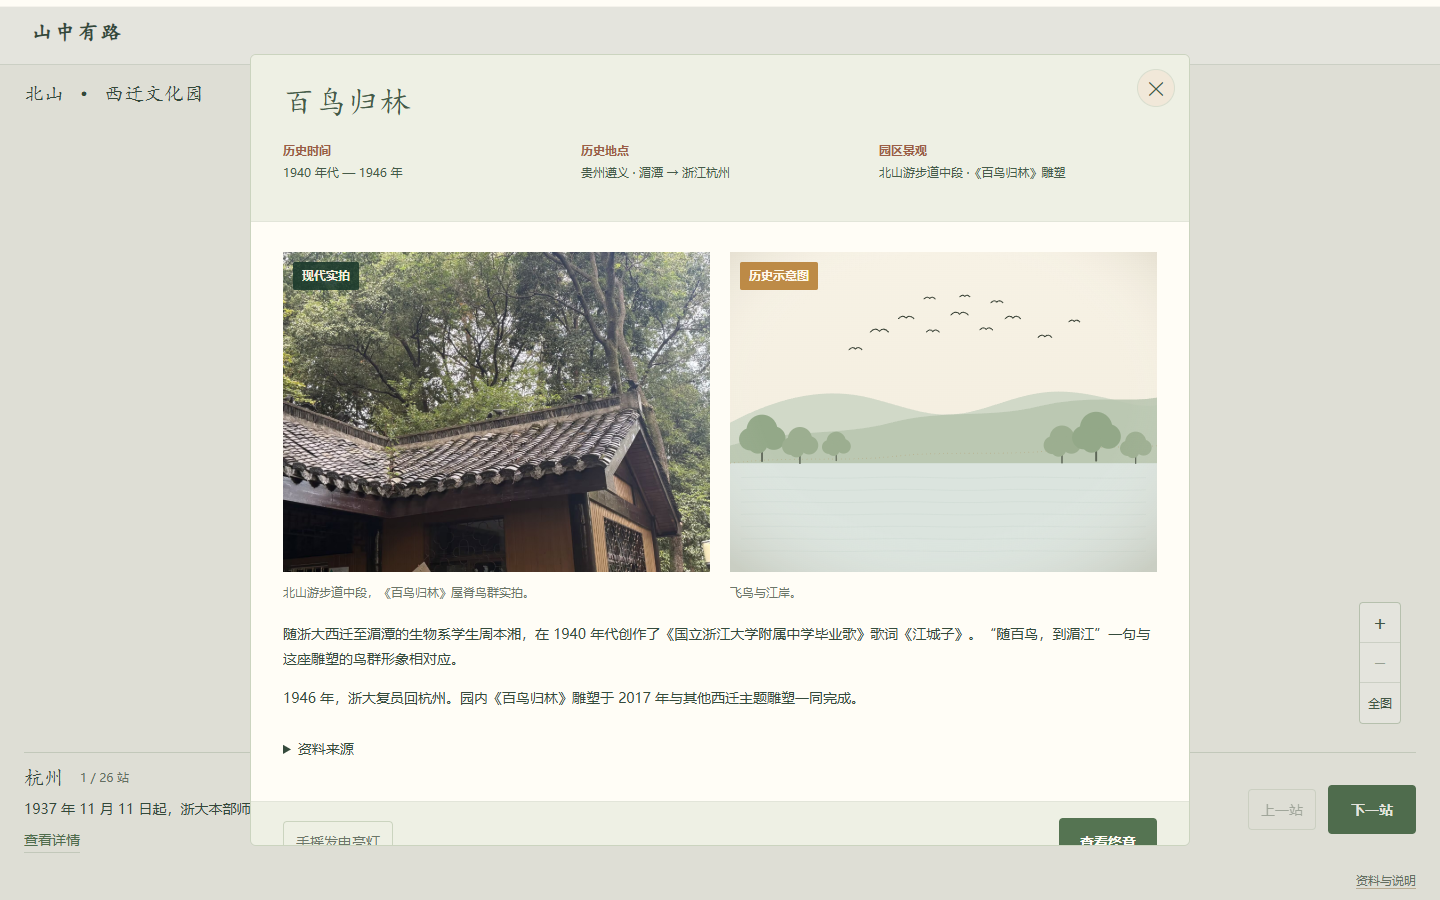 山中有路
北山 • 西迁文化园
百鸟归林
历史时间
1940 年代 — 1946 年
历史地点
贵州遵义 · 湄潭 → 浙江杭州
园区景观
北山游步道中段 · 《百鸟归林》雕塑
现代实拍
历史示意图
北山游步道中段，《百鸟归林》屋脊鸟群实拍。
飞鸟与江岸。
随浙大西迁至湄潭的生物系学生周本湘，在 1940 年代创作了《国立浙江大学附属中学毕业歌》歌词《江城子》。“随百鸟，到湄江”一句与
这座雕塑的鸟群形象相对应。
1946 年，浙大复员回杭州。园内《百鸟归林》雕塑于 2017 年与其他西迁主题雕塑一同完成。
▶ 资料来源
手摇发电亮灯
查看终章
+
−
全图
杭州 1 / 26 站
1937 年 11 月 11 日起，浙大本部师
查看详情
上一站
下一站
资料与说明